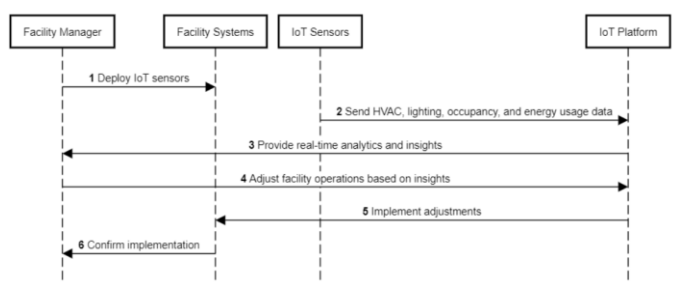 Facility Manager
Facility Systems
IoT Sensors
IoT Platform
1 Deploy IoT sensors
2 Send HVAC, lighting, occupancy, and energy usage data
3 Provide real-time analytics and insights
4 Adjust facility operations based on insights
5 Implement adjustments
6 Confirm implementation